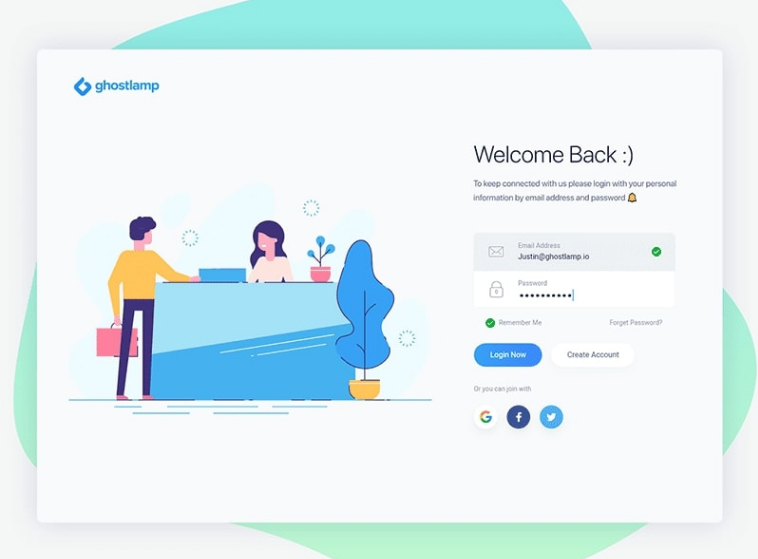 ghostlamp
Welcome Back :)
To keep connected with us please login with your personal
information by email address and password 🔔
Email Address
Justin@ghostlamp.io
Password
••••••••••
Remember Me
Forget Password?
Login Now
Create Account
Or you can join with